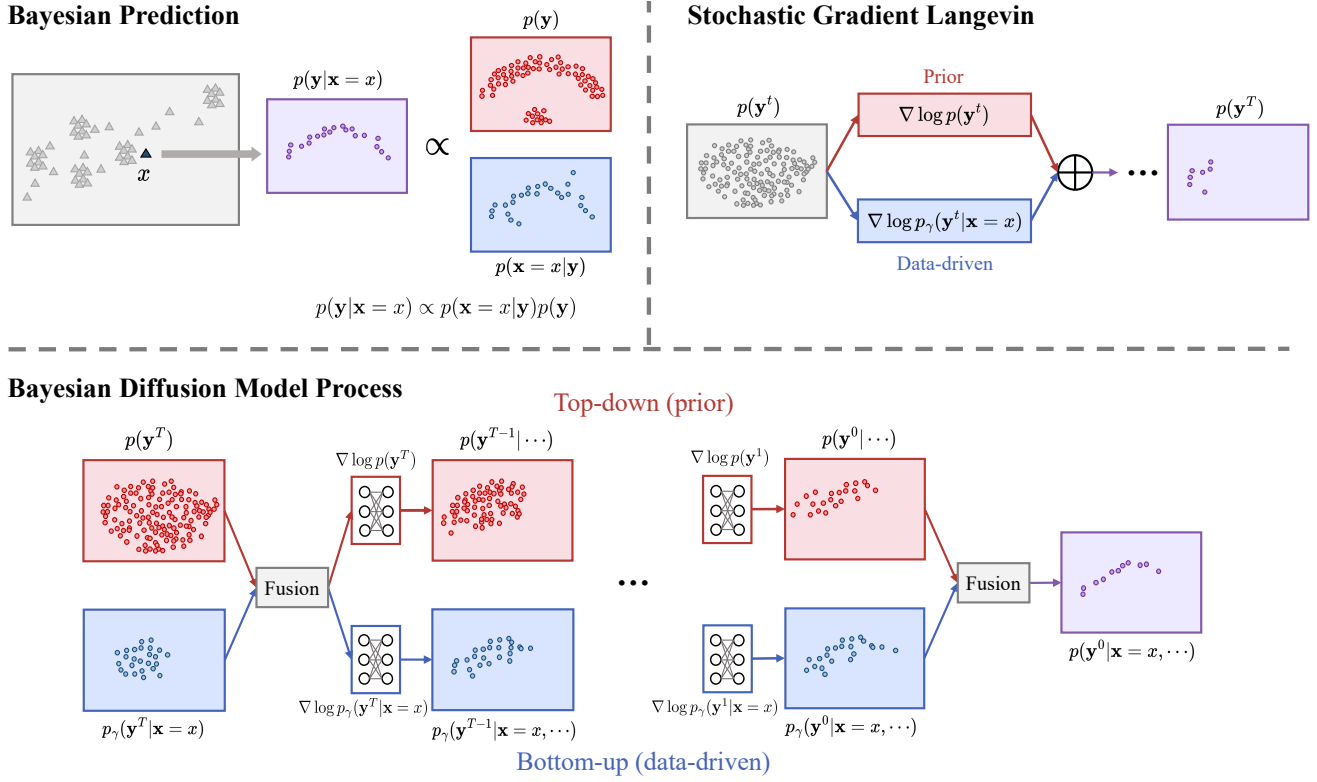 Bayesian Prediction
p(y)
p(y|x = x)
∝
x
p(x = x|y)
p(y|x = x) ∝ p(x = x|y)p(y)
Stochastic Gradient Langevin
Prior
p(y^t)
∇ log p(y^t)
p(y^T)
···
∇ log p_γ(y^t|x = x)
Data-driven
Bayesian Diffusion Model Process
Top-down (prior)
p(y^T)
∇ log p(y^T)
p(y^{T-1}|···)
∇ log p(y^1)
p(y^0|···)
Fusion
···
Fusion
p_γ(y^T|x = x)
∇ log p_γ(y^T|x = x)
p_γ(y^{T-1}|x = x, ···)
∇ log p_γ(y^1|x = x)
p_γ(y^0|x = x, ···)
p(y^0|x = x, ···)
Bottom-up (data-driven)